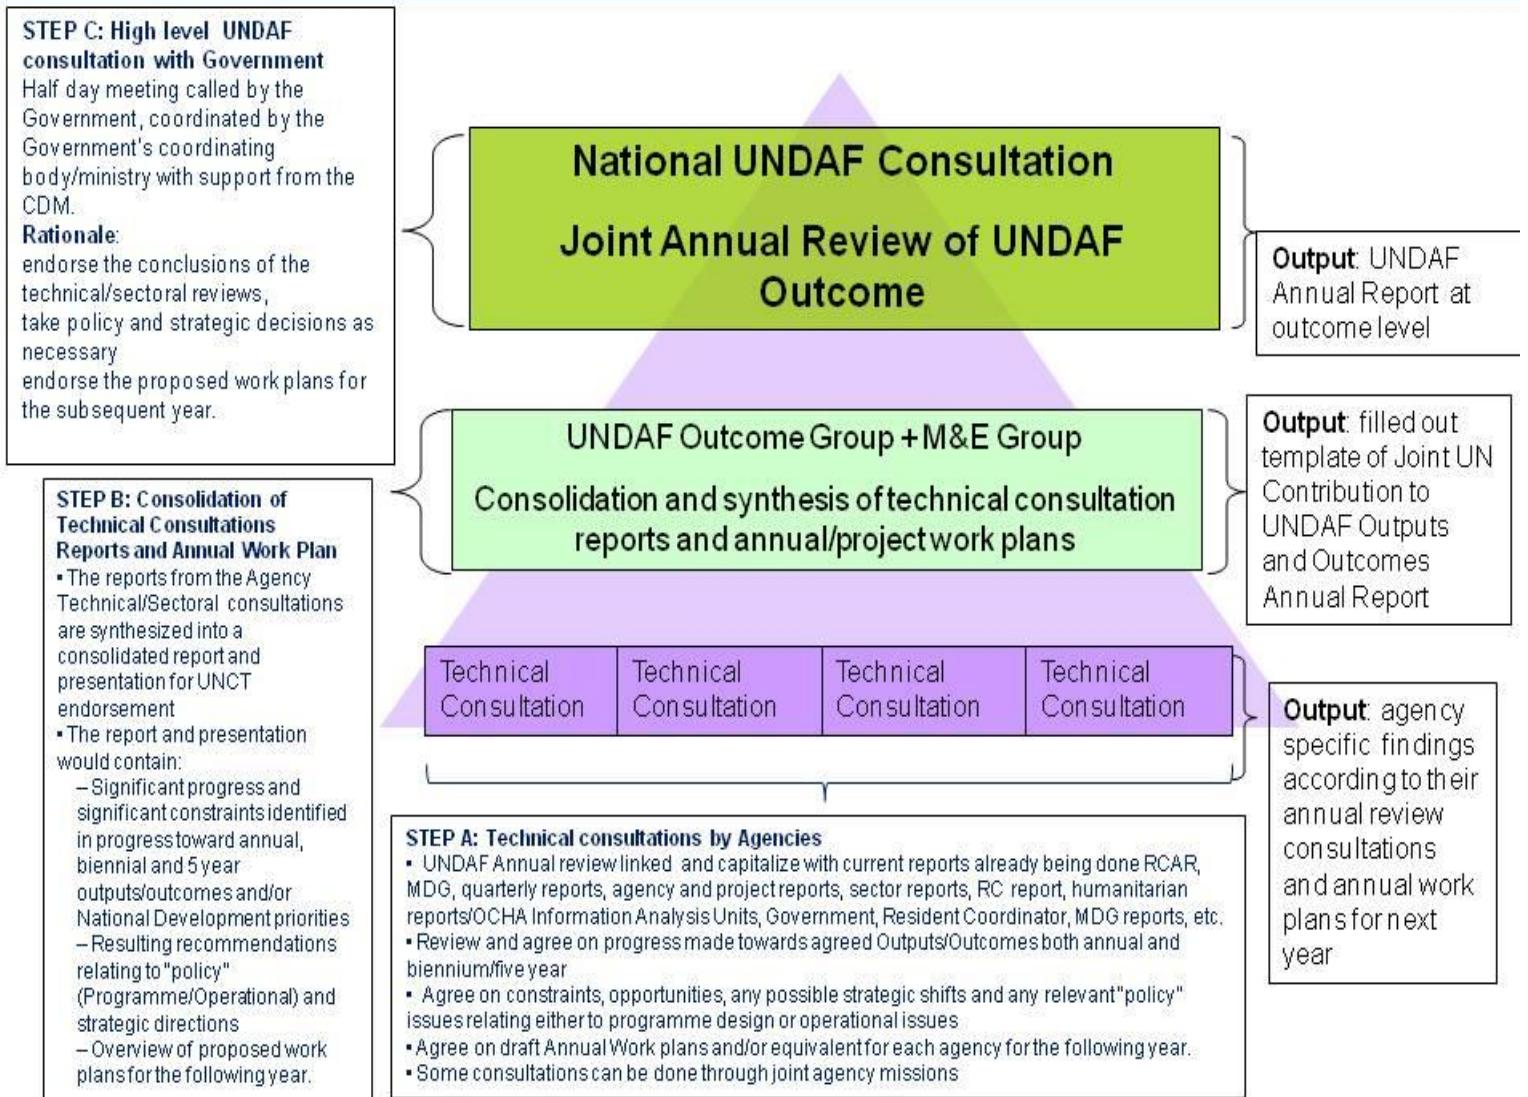 STEP C: High level UNDAF
consultation with Government
Half day meeting called by the
Government, coordinated by the
Government's coordinating
body/ministry with support from the
CDM.
Rationale:
endorse the conclusions of the
technical/sectoral reviews,
take policy and strategic decisions as
necessary
endorse the proposed work plans for
the subsequent year.
National UNDAF Consultation
Joint Annual Review of UNDAF
Outcome
Output: UNDAF
Annual Report at
outcome level
UNDAF Outcome Group +M&E Group
Consolidation and synthesis of technical consultation
reports and annual/project work plans
Output: filled out
template of Joint UN
Contribution to
UNDAF Outputs
and Outcomes
Annual Report
STEP B: Consolidation of
Technical Consultations
Reports and Annual Work Plan
▪ The reports from the Agency
Technical/Sectoral consultations
are synthesized into a
consolidated report and
presentation for UNCT
endorsement
▪ The report and presentation
would contain:
– Significant progress and
significant constraints identified
in progress toward annual,
biennial and 5 year
outputs/outcomes and/or
National Development priorities
– Resulting recommendations
relating to "policy"
(Programme/Operational) and
strategic directions
– Overview of proposed work
plans for the following year.
Technical
Consultation
Technical
Consultation
Technical
Consultation
Technical
Consultation
Output: agency
specific findings
according to their
annual review
consultations
and annual work
plans for next
year
STEP A: Technical consultations by Agencies
▪ UNDAF Annual review linked and capitalize with current reports already being done RCAR,
MDG, quarterly reports, agency and project reports, sector reports, RC report, humanitarian
reports/OCHA Information Analysis Units, Government, Resident Coordinator, MDG reports, etc.
▪ Review and agree on progress made towards agreed Outputs/Outcomes both annual and
biennium/five year
▪ Agree on constraints, opportunities, any possible strategic shifts and any relevant "policy"
issues relating either to programme design or operational issues
▪ Agree on draft Annual Work plans and/or equivalent for each agency for the following year.
▪ Some consultations can be done through joint agency missions